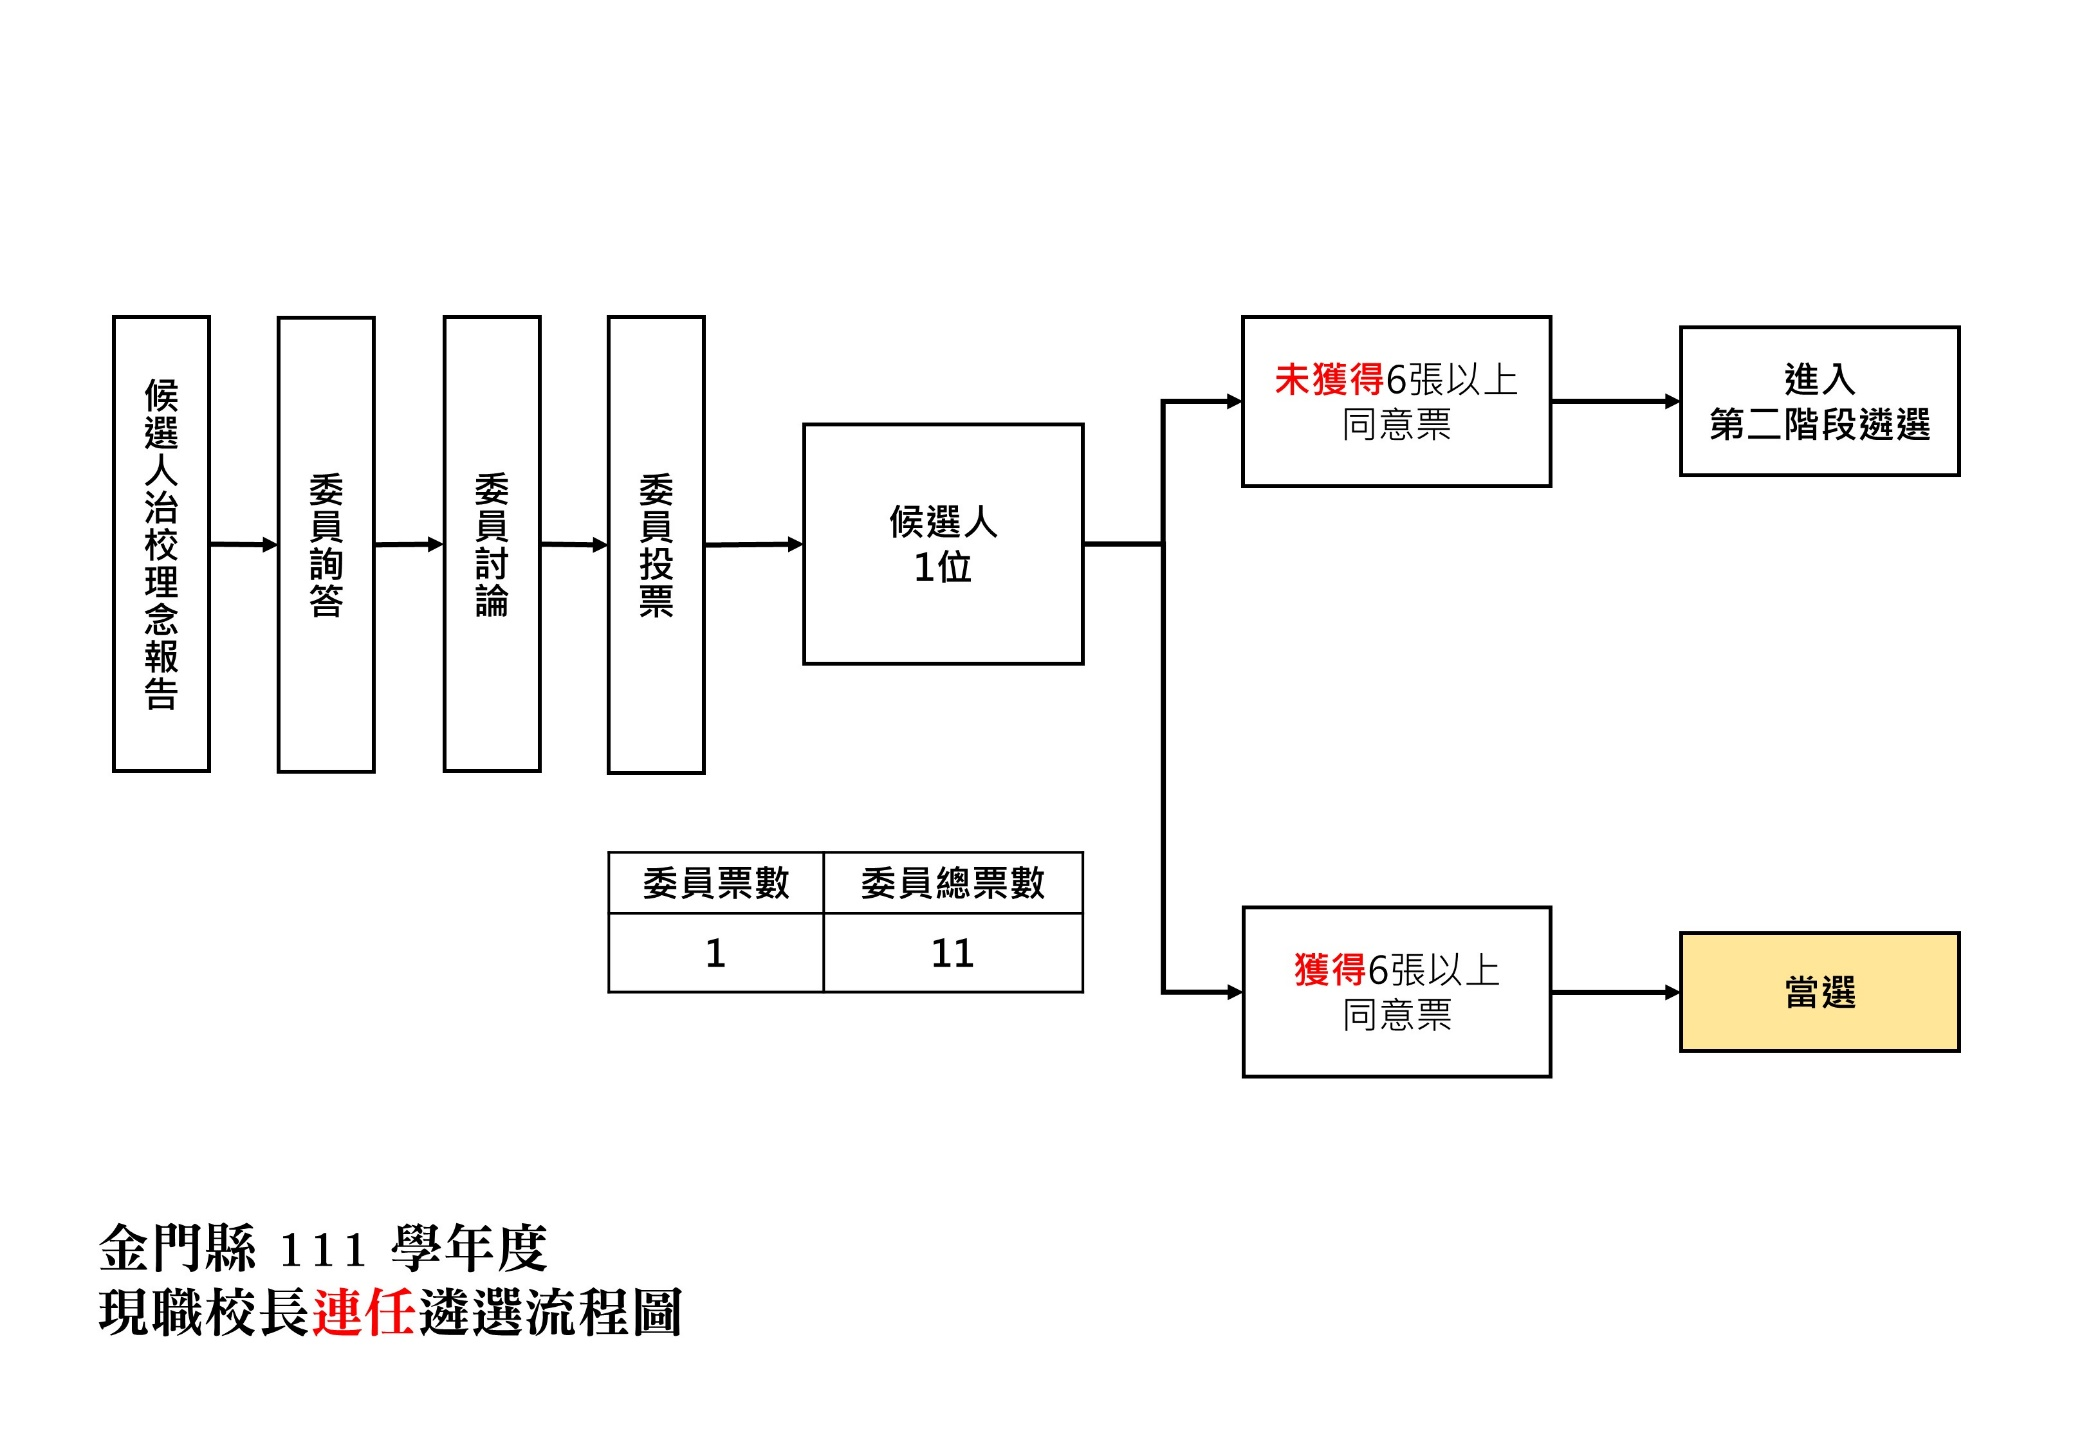 候選人治校理念報告
委員詢答
委員討論
委員投票
候選人
1位
未獲得6張以上
同意票
進入
第二階段遴選
委員票數 委員總票數
1 11
獲得6張以上
同意票
當選
金門縣 111 學年度
現職校長連任遴選流程圖